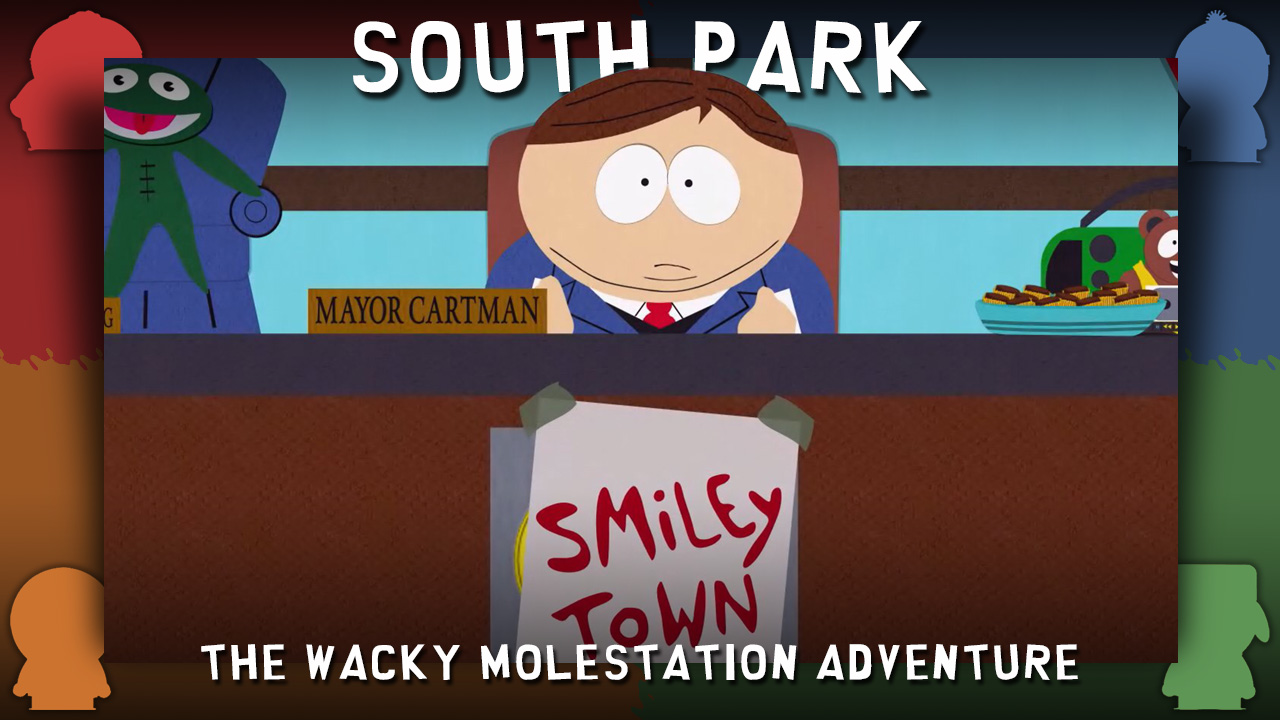 SOUTH PARK
G
MAYOR CARTMAN
SMiLEy
ToWN
THE WACKY MOLESTATION ADVENTURE